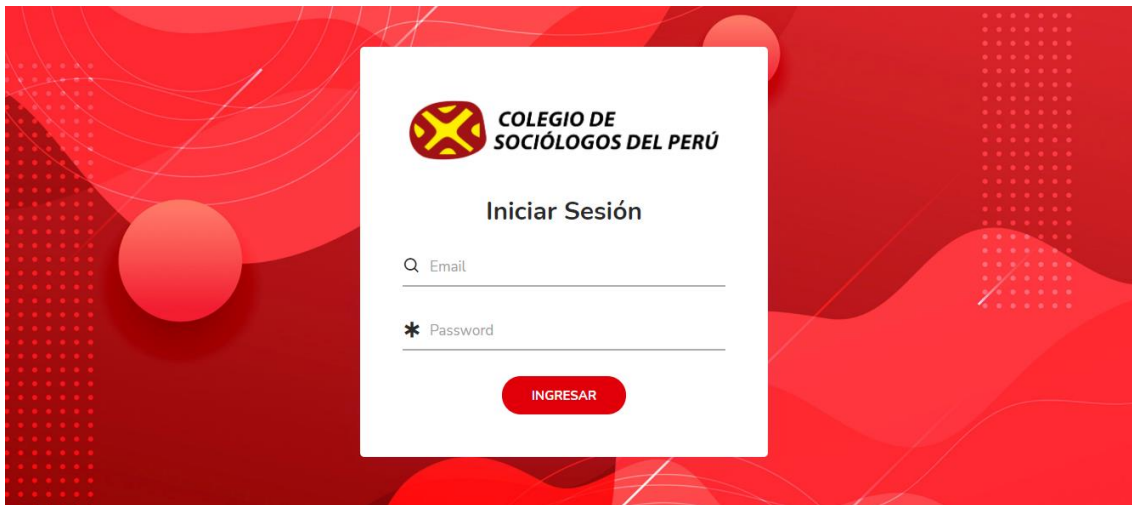 COLEGIO DE
SOCIÓLOGOS DEL PERÚ
Iniciar Sesión
Email
Password
INGRESAR